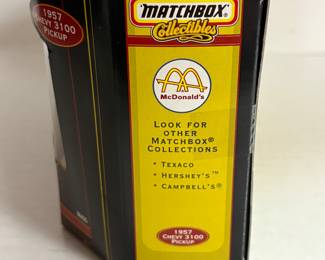 1957
CHEVY 3100
PICKUP
MATCHBOX
Collectibles
McDonald's
LOOK FOR
OTHER
MATCHBOX®
COLLECTIONS
• TEXACO
• HERSHEY'S™
• CAMPBELL'S®
1957
CHEVY 3100
PICKUP